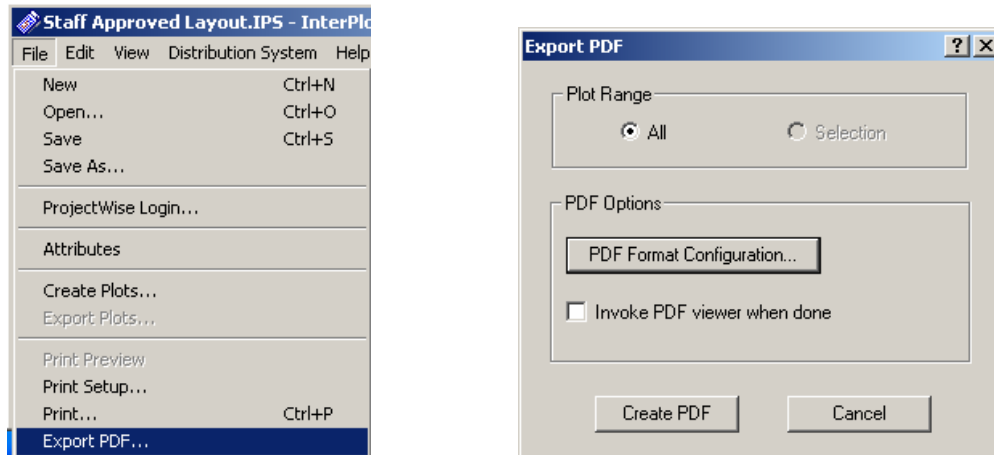 Staff Approved Layout.IPS - InterPlo
File Edit View Distribution System Help
New Ctrl+N
Open... Ctrl+O
Save Ctrl+S
Save As...
ProjectWise Login...
Attributes
Create Plots...
Export Plots...
Print Preview
Print Setup...
Print... Ctrl+P
Export PDF...
Export PDF
Plot Range
All Selection
PDF Options
PDF Format Configuration...
Invoke PDF viewer when done
Create PDF Cancel